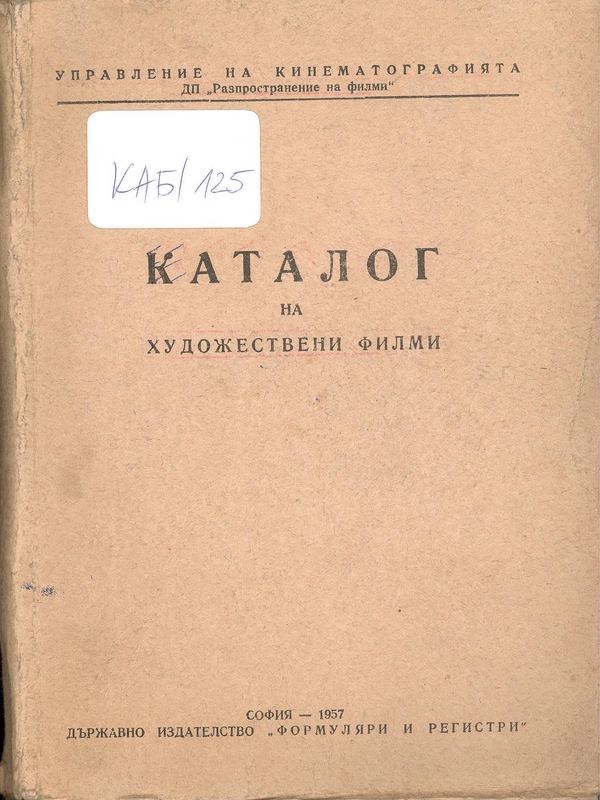 УПРАВЛЕНИЕ НА КИНЕМАТОГРАФИЯТА
ДП „Разпространение на филми“
КАБ/125
КАТАЛОГ
НА
ХУДОЖЕСТВЕНИ ФИЛМИ
СОФИЯ — 1957
ДЪРЖАВНО ИЗДАТЕЛСТВО „ФОРМУЛЯРИ И РЕГИСТРИ“